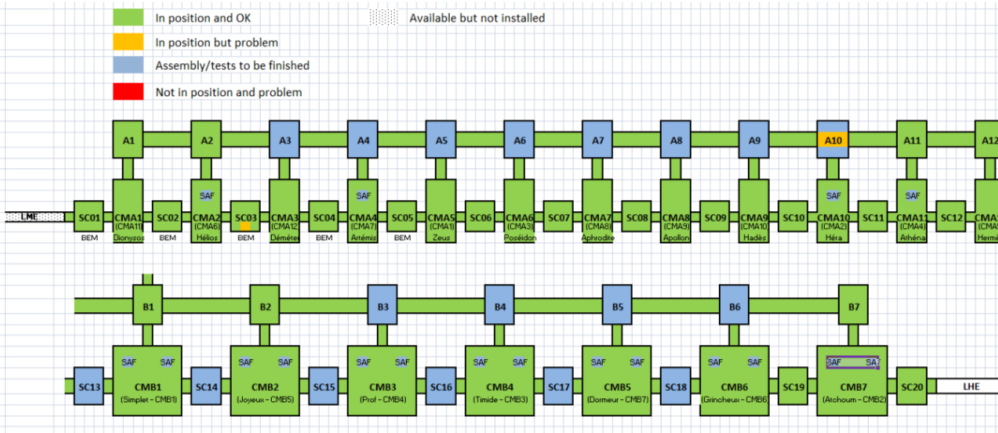 In position and OK
Available but not installed
In position but problem
Assembly/tests to be finished
Not in position and problem
A1 A2 A3 A4 A5 A6 A7 A8 A9 A10 A11 A12
SAF SAF SAF SAF
LME SC01 CMA1 SC02 CMA2 SC03 CMA3 SC04 CMA4 SC05 CMA5 SC06 CMA6 SC07 CMA7 SC08 CMA8 SC09 CMA9 SC10 CMA10 SC11 CMA11 SC12
(CMA11) (CMA6) (CMA12) (CMA7) (CMA1) (CMA3) (CMA8) (CMA9) (CMA10) (CMA2) (CMA4)
BEM Dionysos BEM Hélios BEM Déméter BEM Artémis BEM Zeus Poséidon Aphrodite Apollon Hadès Héra Athéna
B1 B2 B3 B4 B5 B6 B7
SAF SAF SAF SAF SAF SAF SAF SAF SAF SAF SAF SAF SAF
SC13 CMB1 SC14 CMB2 SC15 CMB3 SC16 CMB4 SC17 CMB5 SC18 CMB6 SC19 CMB7 SC20 LHE
(Simplet - CMB1) (Joyeux - CMB5) (Prof - CMB4) (Timide - CMB3) (Dormeur - CMB7) (Grincheux - CMB6) (Atchoum - CMB2)